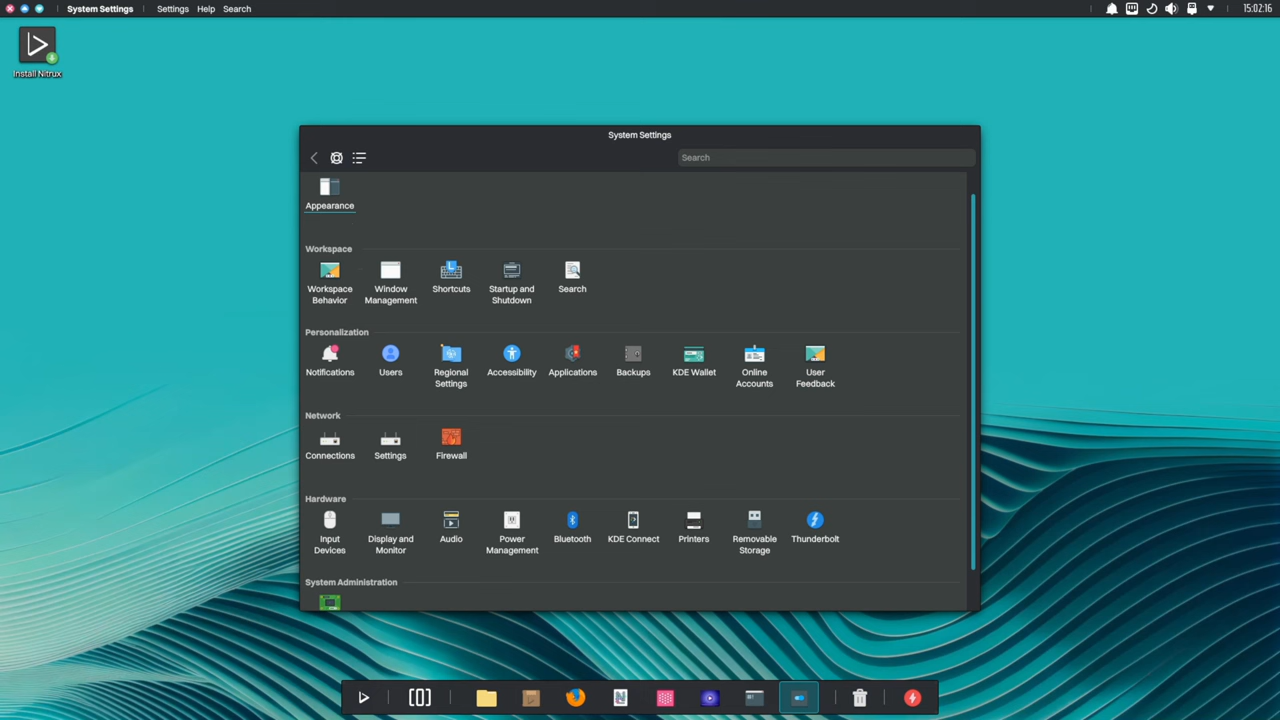 System Settings Settings Help Search 15:02:16
Install Nitrux
System Settings
Search
Appearance
Workspace
Workspace Behavior
Window Management
Shortcuts
Startup and Shutdown
Search
Personalization
Notifications
Users
Regional Settings
Accessibility
Applications
Backups
KDE Wallet
Online Accounts
User Feedback
Network
Connections
Settings
Firewall
Hardware
Input Devices
Display and Monitor
Audio
Power Management
Bluetooth
KDE Connect
Printers
Removable Storage
Thunderbolt
System Administration